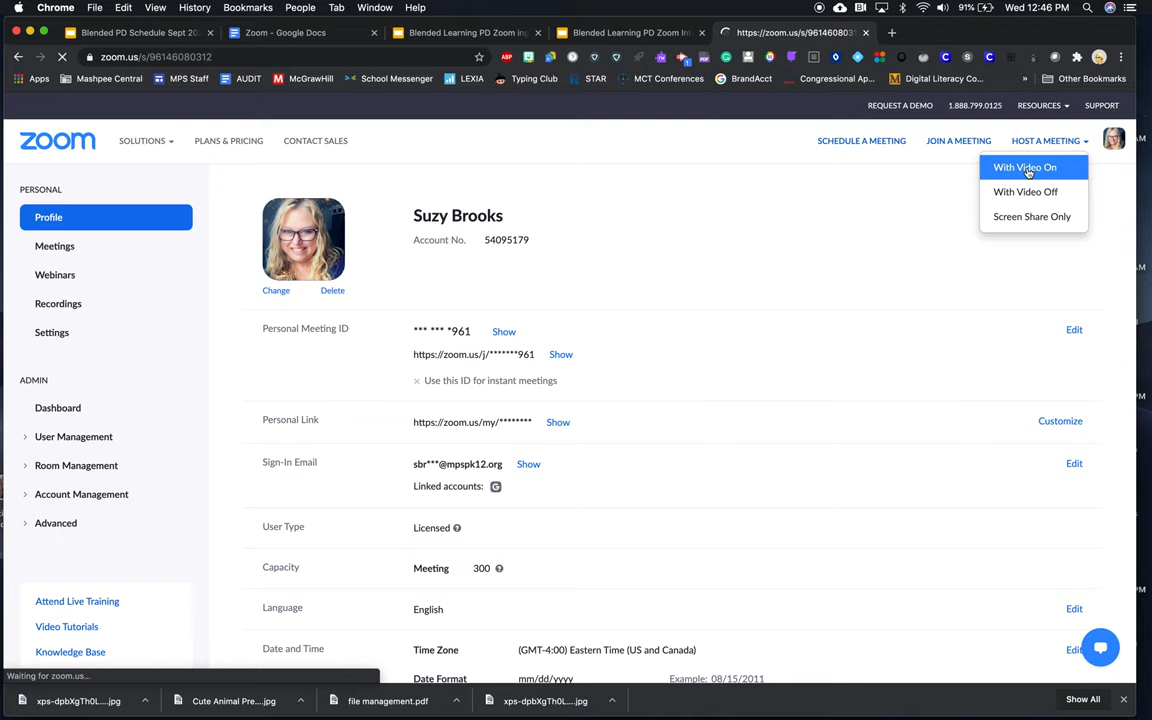 Chrome File Edit View History Bookmarks People Tab Window Help 91% Wed 12:46 PM
Blended PD Schedule Sept 202 Zoom - Google Docs Blended Learning PD Zoom ing Blended Learning PD Zoom Int https://zoom.us/s/9614608031
zoom.us/s/96146080312
Apps Mashpee Central MPS Staff AUDIT McGrawHill School Messenger LEXIA Typing Club STAR MCT Conferences BrandAcct Congressional Ap... Digital Literacy Co... » Other Bookmarks
REQUEST A DEMO 1.888.799.0125 RESOURCES SUPPORT
zoom SOLUTIONS PLANS & PRICING CONTACT SALES SCHEDULE A MEETING JOIN A MEETING HOST A MEETING
With Video On
With Video Off
Screen Share Only
PERSONAL
Profile
Meetings
Webinars
Recordings
Settings
ADMIN
Dashboard
User Management
Room Management
Account Management
Advanced
Attend Live Training
Video Tutorials
Knowledge Base
Suzy Brooks
Account No. 54095179
Change Delete
Personal Meeting ID *** *** *961 Show Edit
https://zoom.us/j/*******961 Show
Use this ID for instant meetings
Personal Link https://zoom.us/my/******** Show Customize
Sign-In Email sbr***@mpspk12.org Show Edit
Linked accounts:
User Type Licensed
Capacity Meeting 300
Language English Edit
Date and Time Time Zone (GMT-4:00) Eastern Time (US and Canada) Edit
Date Format mm/dd/yyyy Example: 08/15/2011
Waiting for zoom.us...
xps-dpbXgTh0L....jpg Cute Animal Pre....jpg file management.pdf xps-dpbXgTh0L....jpg Show All